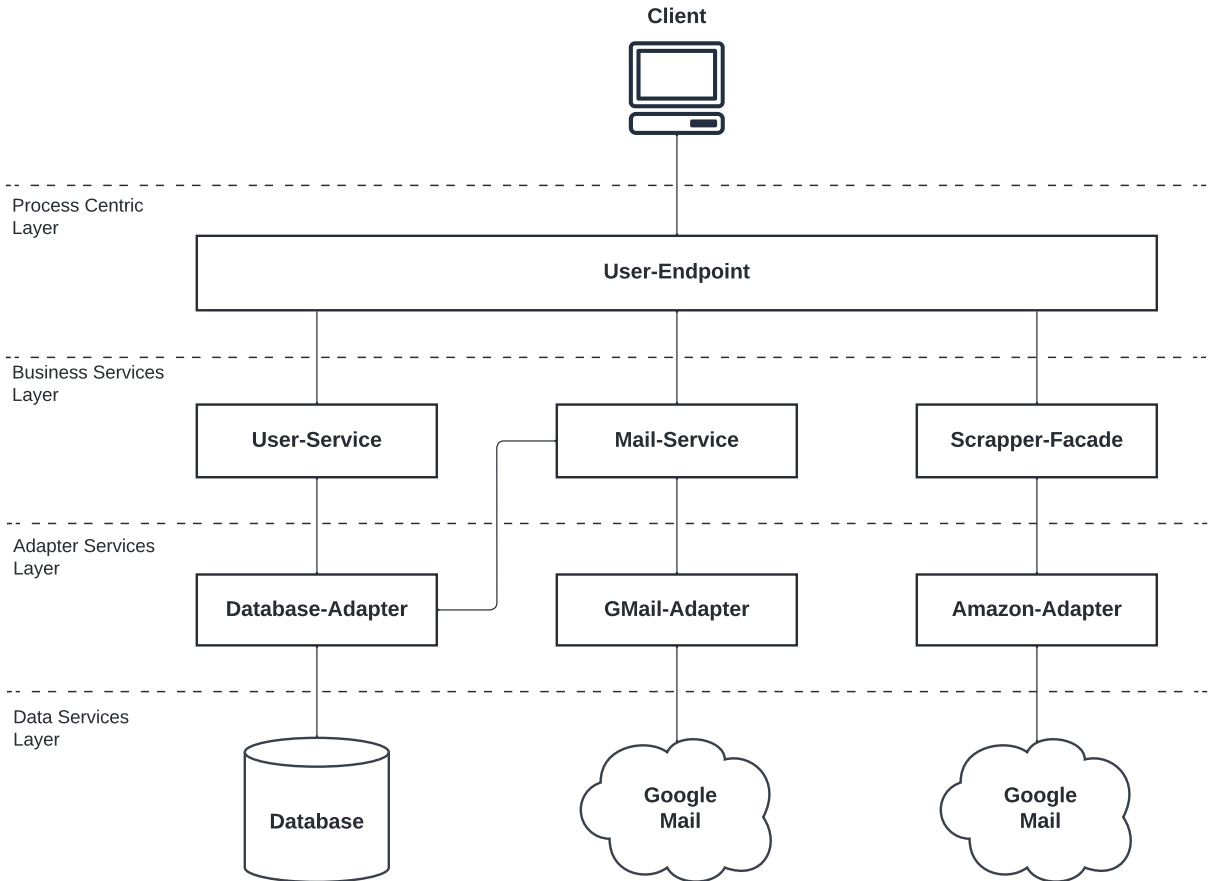 Client
Process Centric
Layer
User-Endpoint
Business Services
Layer
User-Service
Mail-Service
Scrapper-Facade
Adapter Services
Layer
Database-Adapter
GMail-Adapter
Amazon-Adapter
Data Services
Layer
Database
Google
Mail
Google
Mail